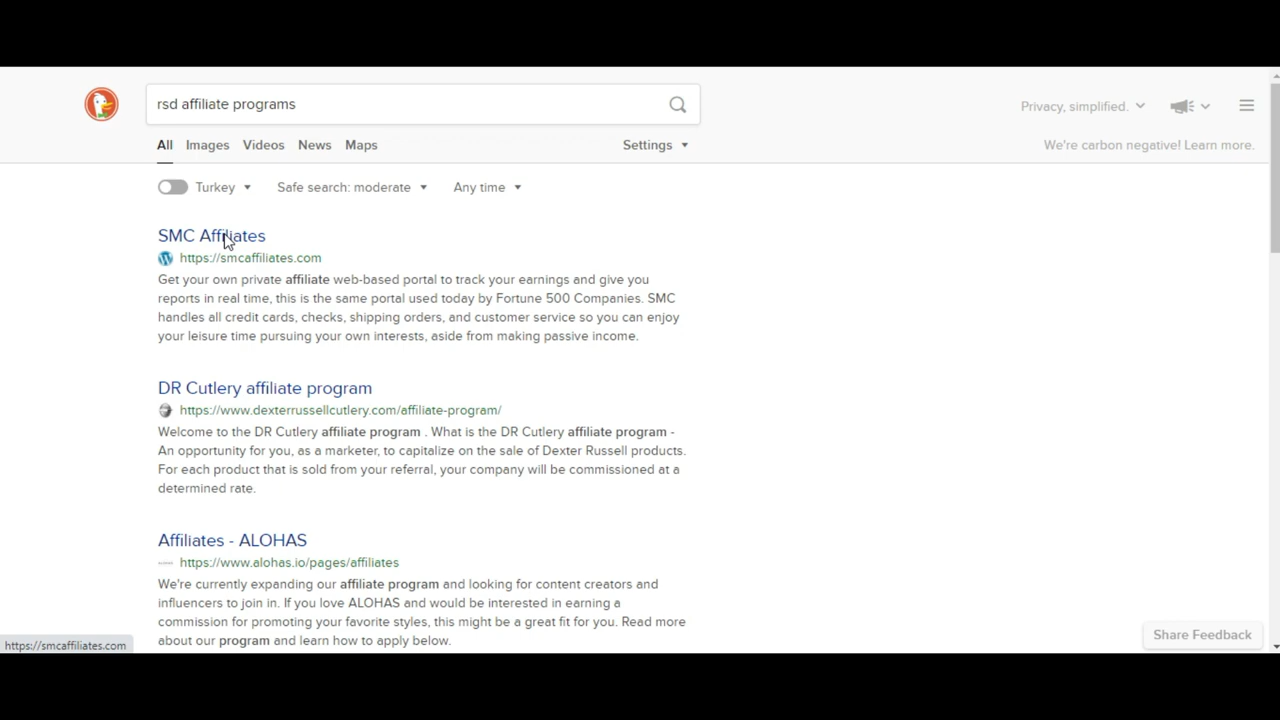 rsd affiliate programs
Privacy, simplified.
All Images Videos News Maps
Settings
We're carbon negative! Learn more.
Turkey Safe search: moderate Any time
SMC Affiliates
https://smcaffiliates.com
Get your own private affiliate web-based portal to track your earnings and give you
reports in real time, this is the same portal used today by Fortune 500 Companies. SMC
handles all credit cards, checks, shipping orders, and customer service so you can enjoy
your leisure time pursuing your own interests, aside from making passive income.
DR Cutlery affiliate program
https://www.dexterrussellcutlery.com/affiliate-program/
Welcome to the DR Cutlery affiliate program . What is the DR Cutlery affiliate program -
An opportunity for you, as a marketer, to capitalize on the sale of Dexter Russell products.
For each product that is sold from your referral, your company will be commissioned at a
determined rate.
Affiliates - ALOHAS
https://www.alohas.io/pages/affiliates
We're currently expanding our affiliate program and looking for content creators and
influencers to join in. If you love ALOHAS and would be interested in earning a
commission for promoting your favorite styles, this might be a great fit for you. Read more
about our program and learn how to apply below.
Share Feedback
https://smcaffiliates.com